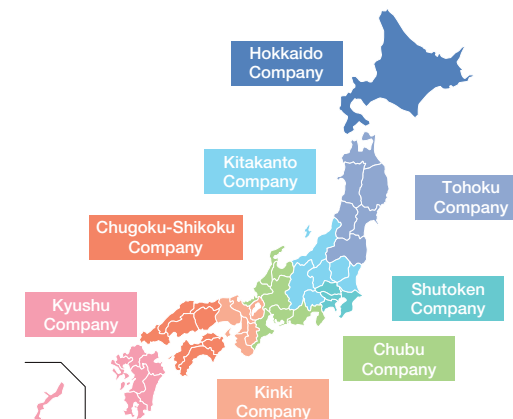 Hokkaido
Company
Kitakanto
Company
Tohoku
Company
Chugoku-Shikoku
Company
Shutoken
Company
Kyushu
Company
Chubu
Company
Kinki
Company